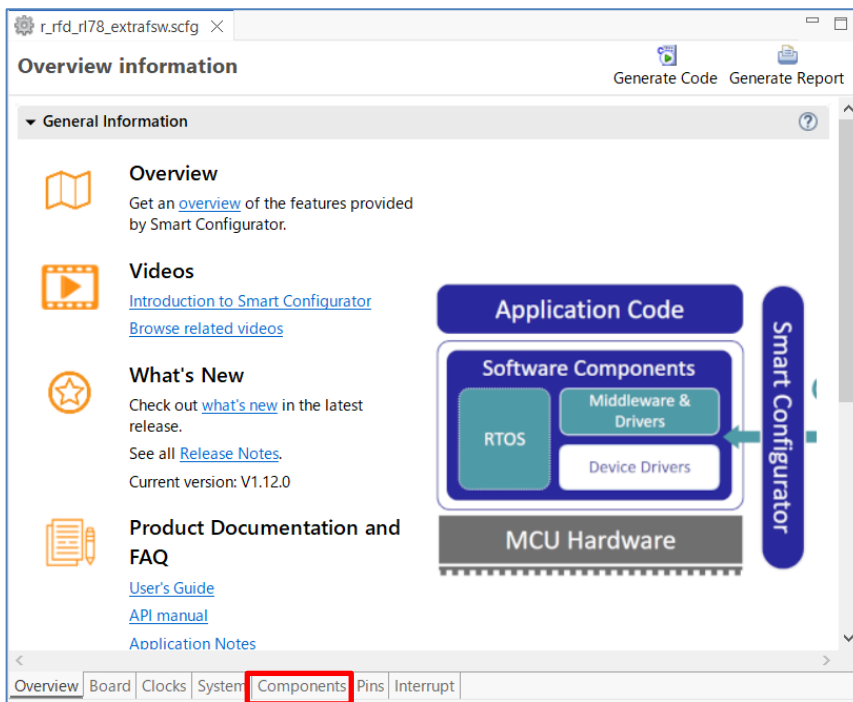 r_rfd_rl78_extrafsw.scfg
Overview information
Generate Code Generate Report
General Information
Overview
Get an overview of the features provided
by Smart Configurator.
Videos
Introduction to Smart Configurator
Browse related videos
What's New
Check out what's new in the latest
release.
See all Release Notes.
Current version: V1.12.0
Product Documentation and
FAQ
User's Guide
API manual
Application Notes
Application Code
Software Components
RTOS
Middleware &
Drivers
Device Drivers
MCU Hardware
Smart Configurator
Overview Board Clocks System Components Pins Interrupt